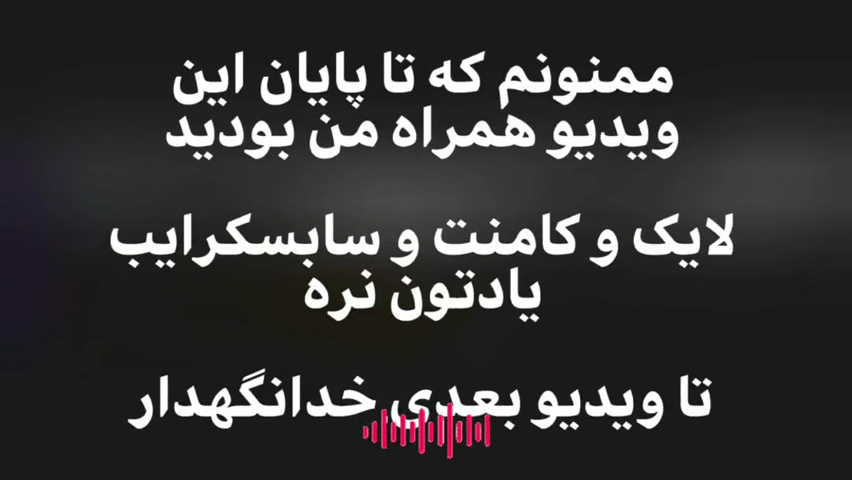 ممنونم که تا پایان این
ویدیو همراه من بودید
لایک و کامنت و سابسکرایب
یادتون نره
تا ویدیو بعدی خدانگهدار